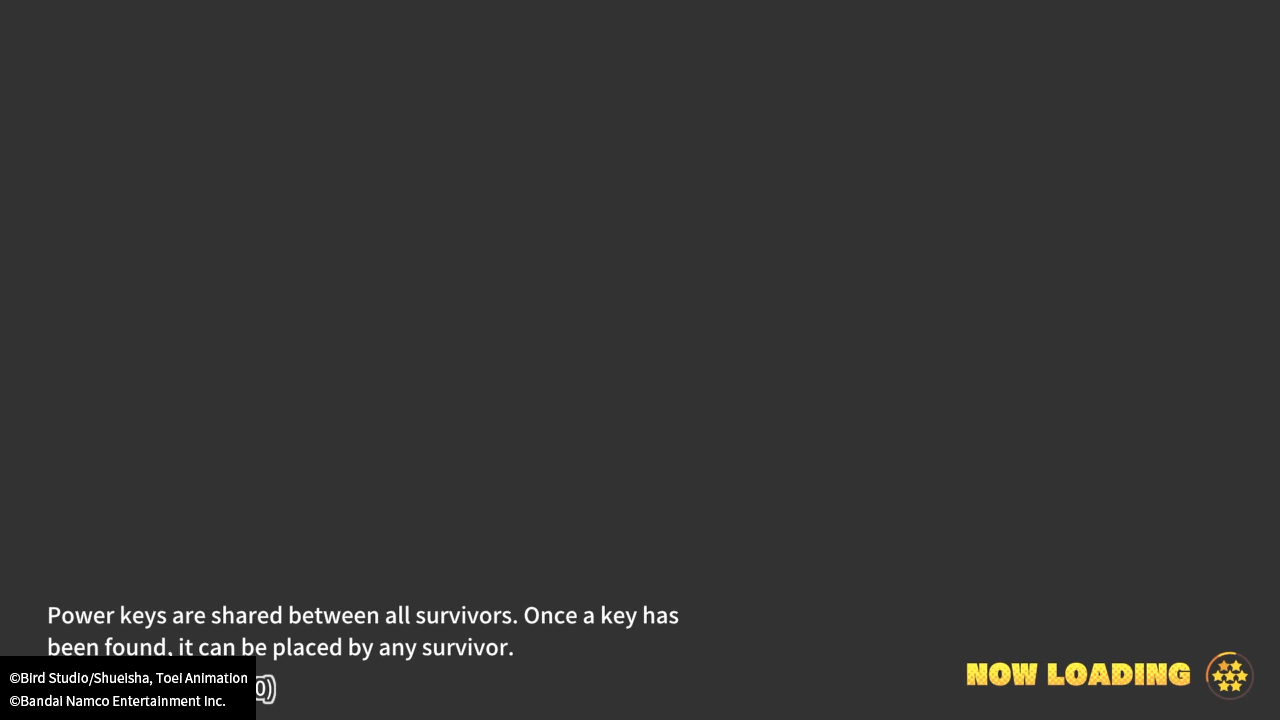 Power keys are shared between all survivors. Once a key has
been found, it can be placed by any survivor.
©Bird Studio/Shueisha, Toei Animation
©Bandai Namco Entertainment Inc.
NOW LOADING